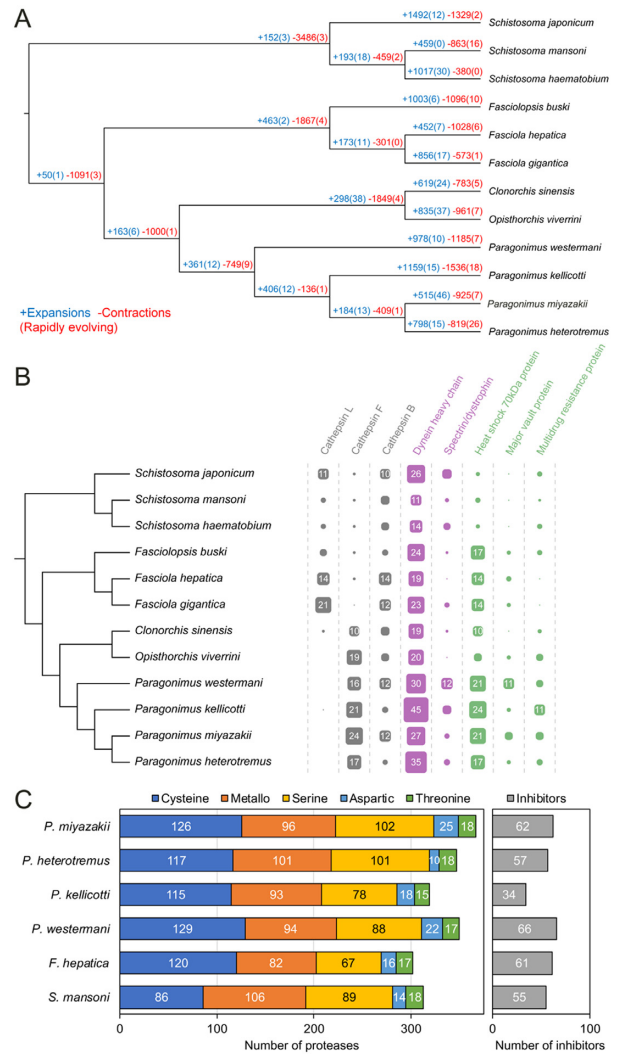 A
+1492(12) -1329(2)
Schistosoma japonicum
+152(3) -3486(3)
+459(0) -863(16)
Schistosoma mansoni
+193(18) -459(2)
+1017(30) -380(0)
Schistosoma haematobium
+1003(6) -1096(10)
Fasciolopsis buski
+463(2) -1867(4)
+452(7) -1028(6)
Fasciola hepatica
+173(11) -301(0)
+856(17) -573(1)
Fasciola gigantica
+50(1) -1091(3)
+619(24) -783(5)
Clonorchis sinensis
+298(38) -1849(4)
+835(37) -961(7)
Opisthorchis viverrini
+163(6) -1000(1)
+978(10) -1185(7)
Paragonimus westermani
+361(12) -749(9)
+1159(15) -1536(18)
Paragonimus kellicotti
+406(12) -136(1)
+515(46) -925(7)
Paragonimus miyazakii
+184(13) -409(1)
+798(15) -819(26)
Paragonimus heterotremus
+Expansions -Contractions
(Rapidly evolving)
B
Cathepsin L
Cathepsin F
Cathepsin B
Dynein heavy chain
Spectrin/dystrophin
Heat shock 70kDa protein
Major vault protein
Multidrug resistance protein
Schistosoma japonicum 11 10 26
Schistosoma mansoni 11
Schistosoma haematobium 14
Fasciolopsis buski 24 17
Fasciola hepatica 14 14 19 14
Fasciola gigantica 21 12 23 14
Clonorchis sinensis 10 19 10
Opisthorchis viverrini 19 20
Paragonimus westermani 16 12 30 12 21 11
Paragonimus kellicotti 21 45 24 11
Paragonimus miyazakii 24 12 27 21
Paragonimus heterotremus 17 35 17
C
Cysteine Metallo Serine Aspartic Threonine Inhibitors
P. miyazakii 126 96 102 25 18 62
P. heterotremus 117 101 101 10 18 57
P. kellicotti 115 93 78 18 15 34
P. westermani 129 94 88 22 17 66
F. hepatica 120 82 67 16 17 61
S. mansoni 86 106 89 14 18 55
0 100 200 300 0 50 100
Number of proteases Number of inhibitors